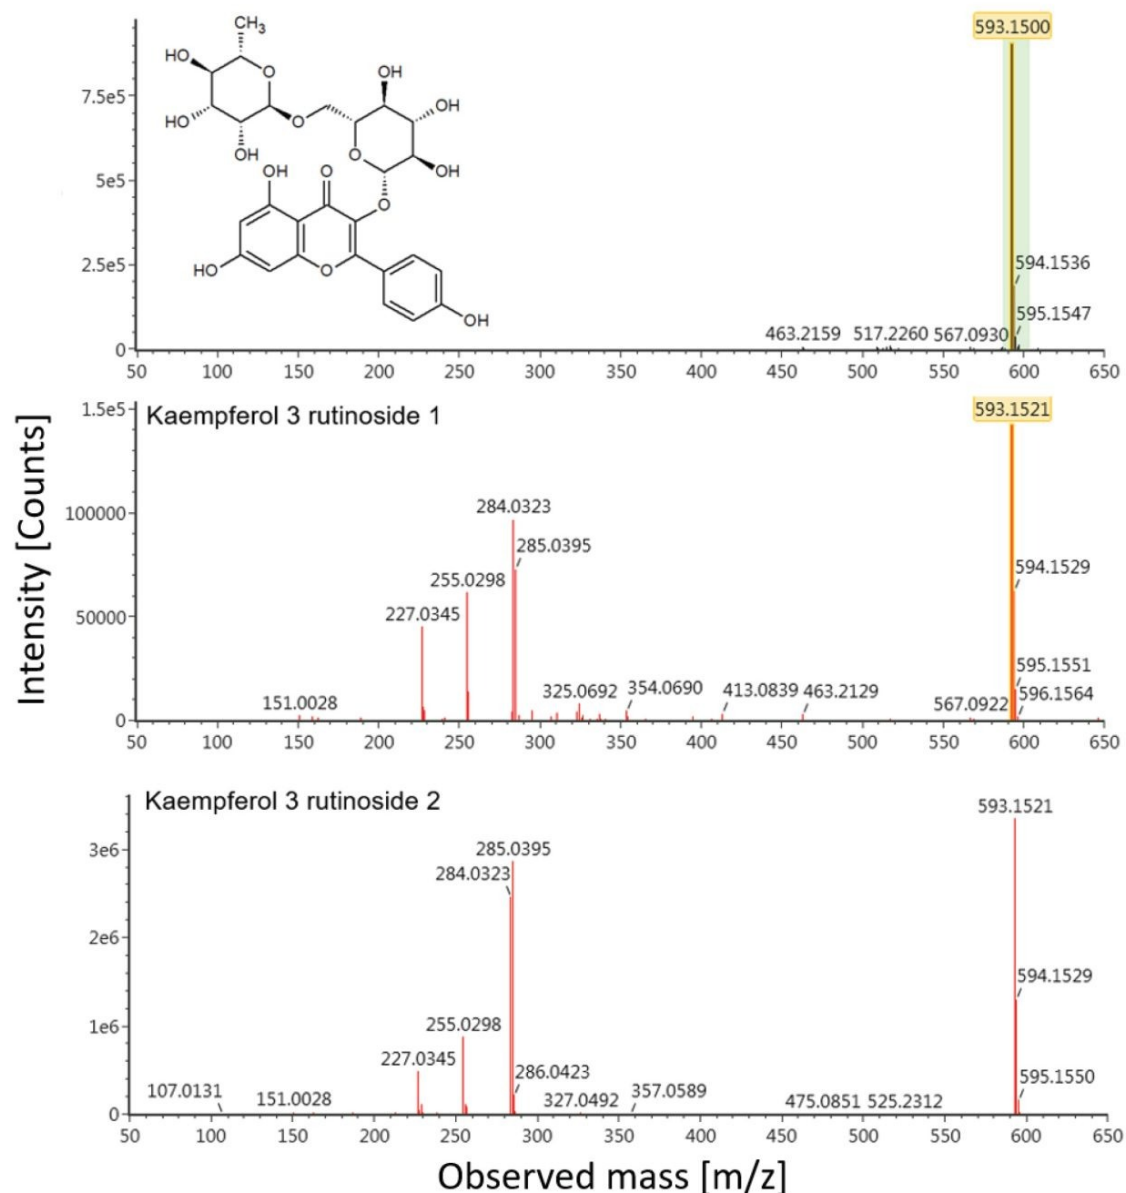 593.1500
CH3
HO
O
OH
7.5e5
OH
HO
O
OH
O
OH
OH
OH
O
5e5
O
HO
O
2.5e5
594.1536
OH
595.1547
463.2159 517.2260 567.0930
0
50 100 150 200 250 300 350 400 450 500 550 600 650
1.5e5
Kaempferol 3 rutinoside 1
593.1521
284.0323
100000
285.0395
594.1529
255.0298
227.0345
50000
595.1551
325.0692 354.0690 413.0839 463.2129
151.0028
567.0922 596.1564
0
50 100 150 200 250 300 350 400 450 500 550 600 650
Intensity [Counts]
Kaempferol 3 rutinoside 2
593.1521
3e6
285.0395
284.0323
2e6
594.1529
1e6
255.0298
227.0345
286.0423
595.1550
107.0131
151.0028
327.0492
357.0589
475.0851 525.2312
0
50 100 150 200 250 300 350 400 450 500 550 600 650
Observed mass [m/z]